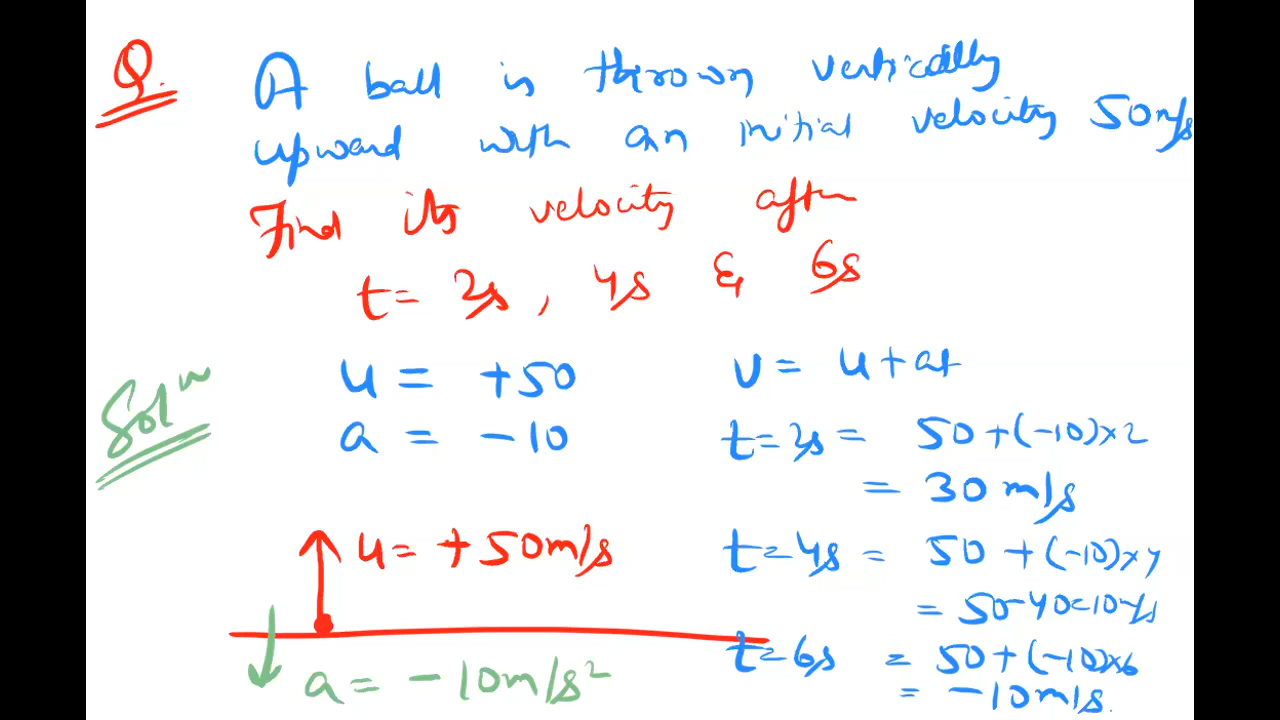 Q. A ball is thrown vertically
upward with an initial velocity 50m/s
Find its velocity after
t = 2s, 4s & 6s
Soln
u = +50
a = -10
u = +50m/s
a = -10m/s²
v = u + at
t=2s = 50+(-10)×2
= 30 m/s
t=4s = 50 + (-10)×4
= 50-40=10m/s
t=6s = 50+(-10)×6
= -10m/s.